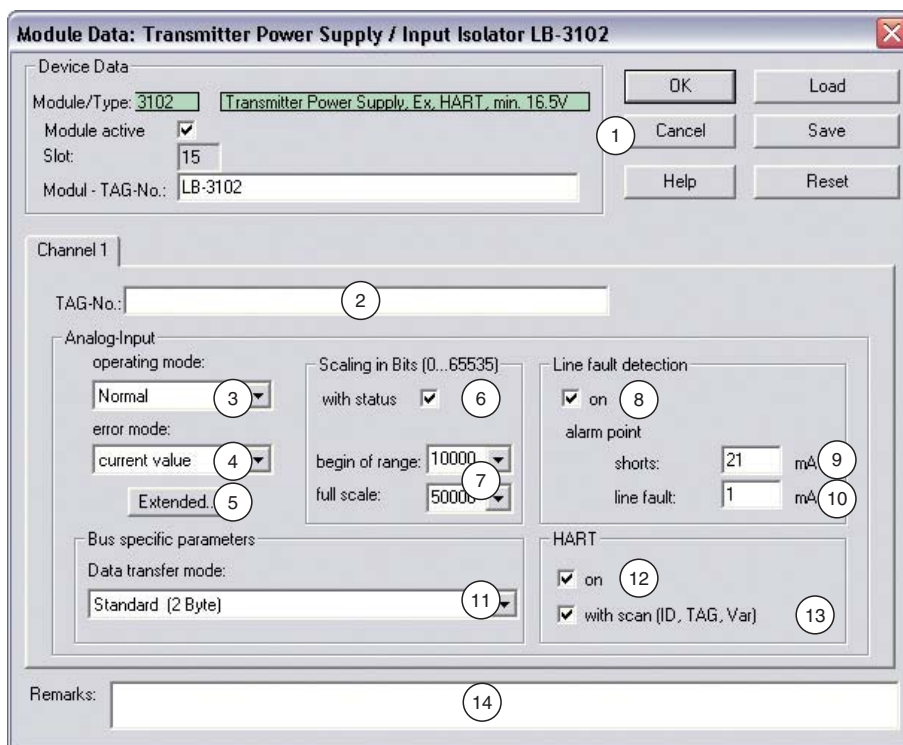 Module Data: Transmitter Power Supply / Input Isolator LB-3102
Device Data
Module/Type: 3102 Transmitter Power Supply, Ex, HART, min. 16.5V
Module active
Slot: 15
Modul - TAG-No.: LB-3102
OK Load
1 Cancel Save
Help Reset
Channel 1
TAG-No.: 2
Analog-Input
operating mode:
Normal 3
error mode:
current value 4
Extended.. 5
Scaling in Bits (0...65535)
with status 6
begin of range: 10000
7
full scale: 50000
Line fault detection
on 8
alarm point
shorts: 21 mA 9
line fault: 1 mA 10
Bus specific parameters
Data transfer mode:
Standard (2 Byte) 11
HART
on 12
with scan (ID, TAG, Var) 13
Remarks: 14